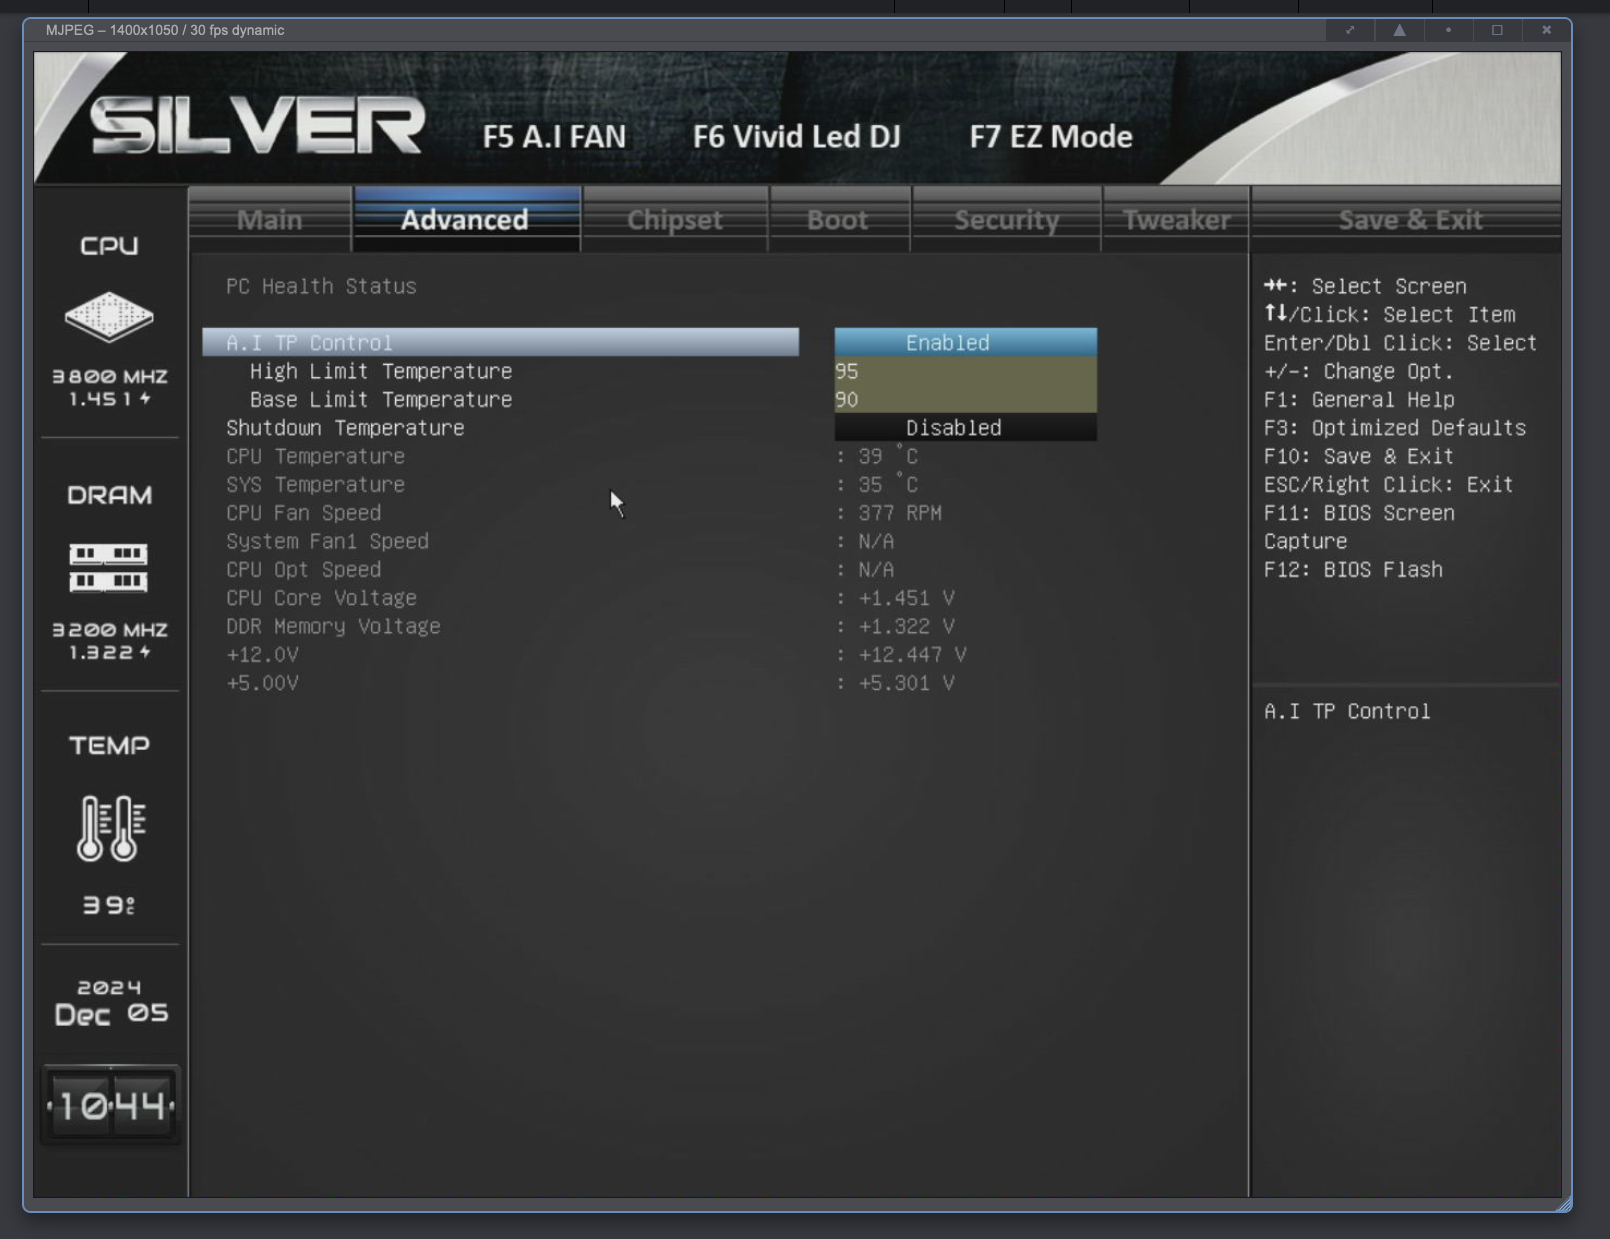 MJPEG – 1400x1050 / 30 fps dynamic
SILVER
F5 A.I FAN
F6 Vivid Led DJ
F7 EZ Mode
Main
Advanced
Chipset
Boot
Security
Tweaker
Save & Exit
CPU
3800 MHZ
1.451
DRAM
3200 MHZ
1.322
TEMP
39°C
2024
Dec 05
10:44
PC Health Status
A.I TP Control Enabled
High Limit Temperature 95
Base Limit Temperature 90
Shutdown Temperature Disabled
CPU Temperature : 39 °C
SYS Temperature : 35 °C
CPU Fan Speed : 377 RPM
System Fan1 Speed : N/A
CPU Opt Speed : N/A
CPU Core Voltage : +1.451 V
DDR Memory Voltage : +1.322 V
+12.0V : +12.447 V
+5.00V : +5.301 V
→←: Select Screen
↑↓/Click: Select Item
Enter/Dbl Click: Select
+/-: Change Opt.
F1: General Help
F3: Optimized Defaults
F10: Save & Exit
ESC/Right Click: Exit
F11: BIOS Screen
Capture
F12: BIOS Flash
A.I TP Control